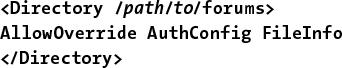 <Directory /path/to/forums>
AllowOverride AuthConfig FileInfo
</Directory>